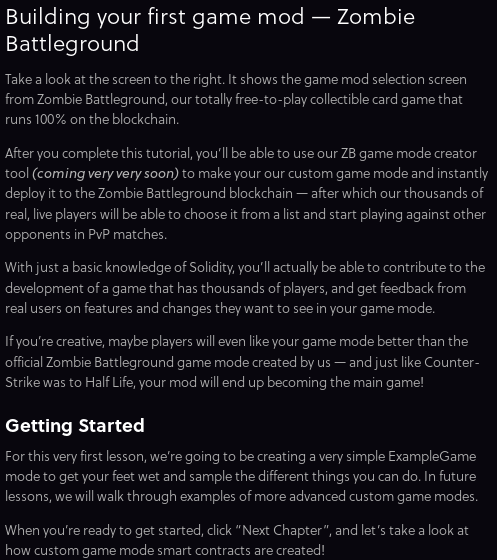 Building your first game mod — Zombie
Battleground
Take a look at the screen to the right. It shows the game mod selection screen
from Zombie Battleground, our totally free-to-play collectible card game that
runs 100% on the blockchain.
After you complete this tutorial, you’ll be able to use our ZB game mode creator
tool (coming very very soon) to make your our custom game mode and instantly
deploy it to the Zombie Battleground blockchain — after which our thousands of
real, live players will be able to choose it from a list and start playing against other
opponents in PvP matches.
With just a basic knowledge of Solidity, you’ll actually be able to contribute to the
development of a game that has thousands of players, and get feedback from
real users on features and changes they want to see in your game mode.
If you’re creative, maybe players will even like your game mode better than the
official Zombie Battleground game mode created by us — and just like Counter-
Strike was to Half Life, your mod will end up becoming the main game!
Getting Started
For this very first lesson, we’re going to be creating a very simple ExampleGame
mode to get your feet wet and sample the different things you can do. In future
lessons, we will walk through examples of more advanced custom game modes.
When you’re ready to get started, click “Next Chapter”, and let’s take a look at
how custom game mode smart contracts are created!